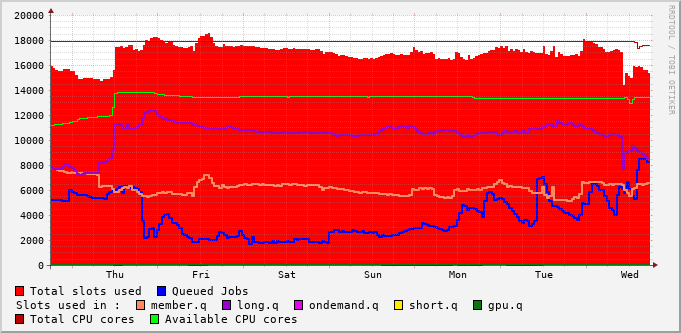 20000
18000
16000
14000
12000
10000
8000
6000
4000
2000
0
Thu Fri Sat Sun Mon Tue Wed
Total slots used Queued Jobs
Slots used in : member.q long.q ondemand.q short.q gpu.q
Total CPU cores Available CPU cores
RRDTOOL / TOBI OETIKER